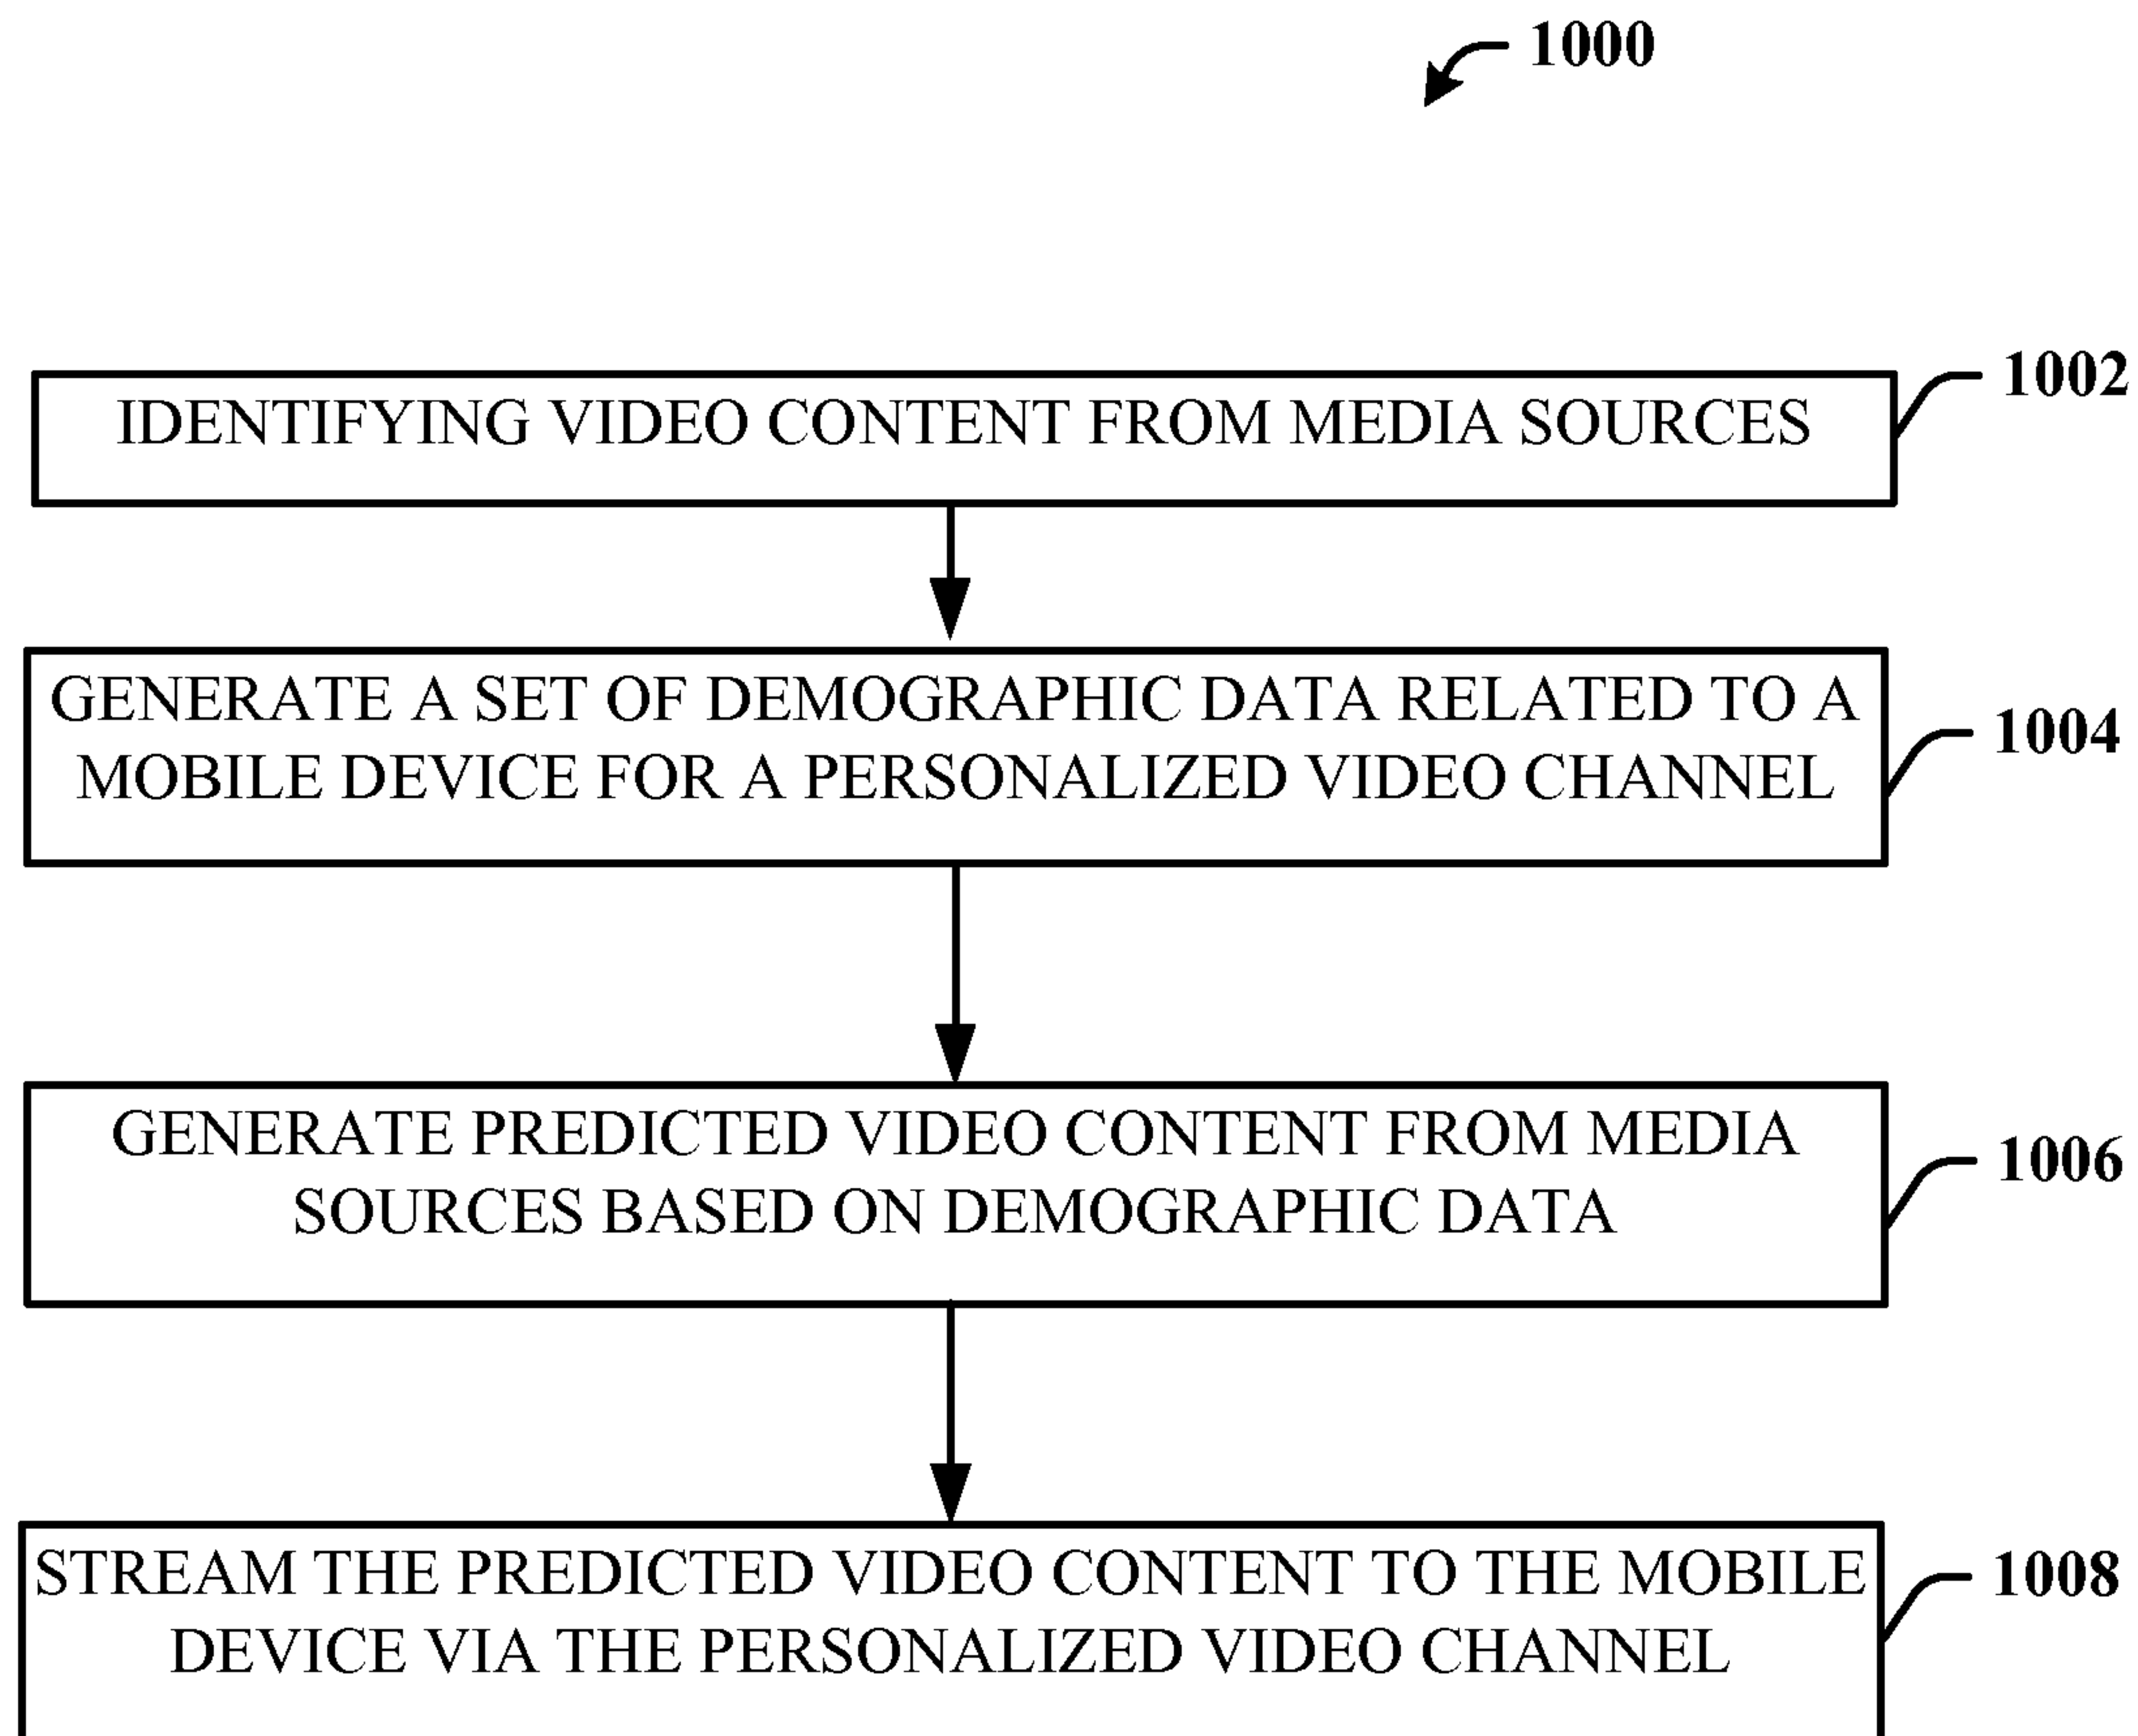 1000
IDENTIFYING VIDEO CONTENT FROM MEDIA SOURCES
1002
GENERATE A SET OF DEMOGRAPHIC DATA RELATED TO A
MOBILE DEVICE FOR A PERSONALIZED VIDEO CHANNEL
1004
GENERATE PREDICTED VIDEO CONTENT FROM MEDIA
SOURCES BASED ON DEMOGRAPHIC DATA
1006
STREAM THE PREDICTED VIDEO CONTENT TO THE MOBILE
DEVICE VIA THE PERSONALIZED VIDEO CHANNEL
1008